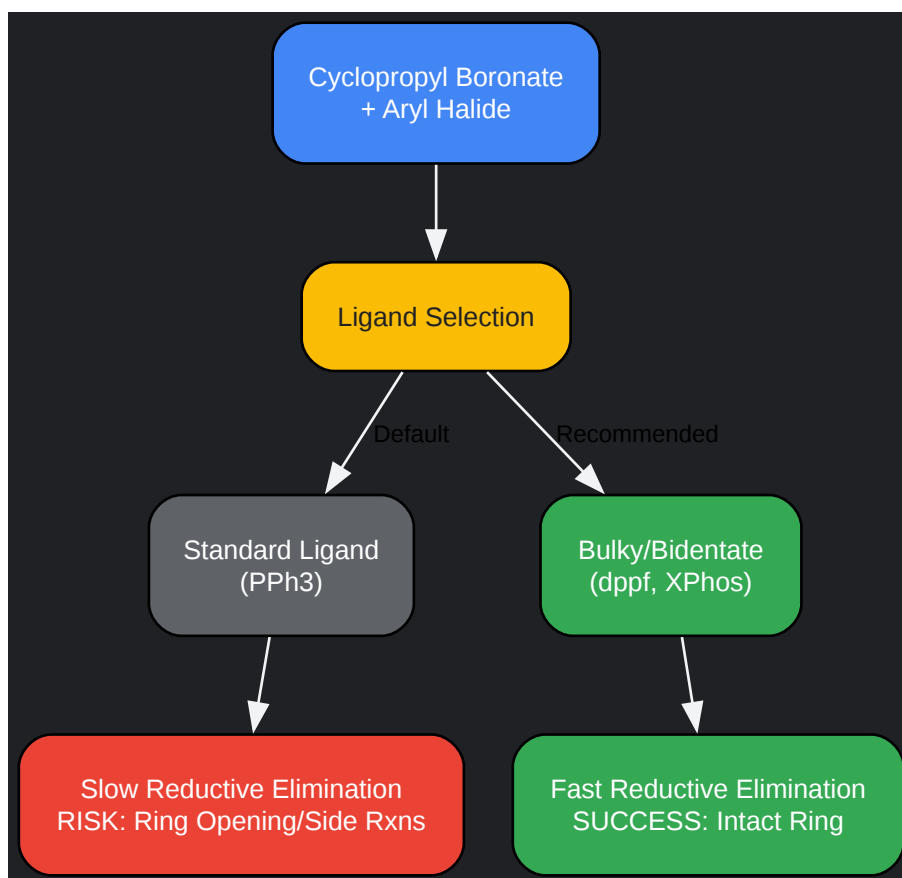 Cyclopropyl Boronate
+ Aryl Halide
Ligand Selection
Default
Recommended
Standard Ligand
(PPh3)
Bulky/Bidentate
(dppf, XPhos)
Slow Reductive Elimination
RISK: Ring Opening/Side Rxns
Fast Reductive Elimination
SUCCESS: Intact Ring